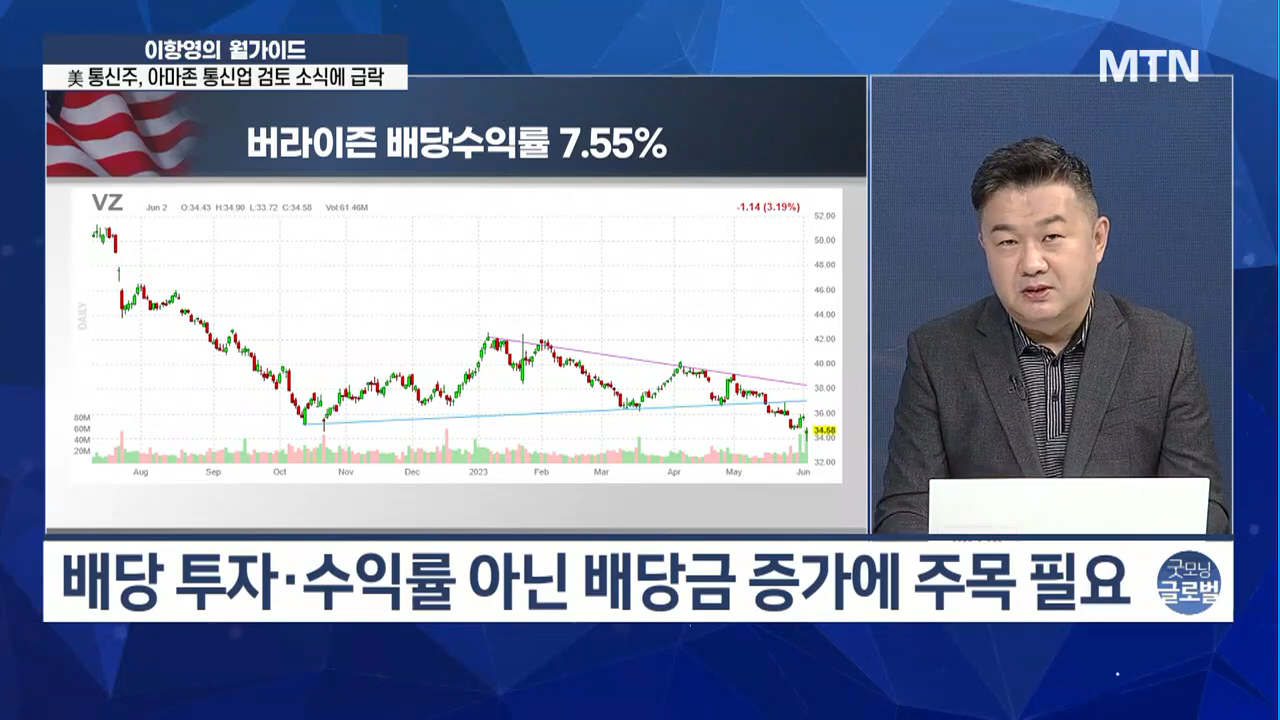 이항영의 월가이드
美 통신주, 아마존 통신업 검토 소식에 급락
MTN
버라이즌 배당수익률 7.55%
VZ Jun 2 O:34.43 H:34.90 L:33.72 C:34.58 Vol:61.46M -1.14 (3.19%)
52.00
50.00
48.00
46.00
44.00
42.00
40.00
38.00
36.00
34.58
34.00
32.00
DAILY
80M
60M
40M
20M
Aug Sep Oct Nov Dec 2023 Feb Mar Apr May Jun
배당 투자·수익률 아닌 배당금 증가에 주목 필요
굿모닝
글로벌